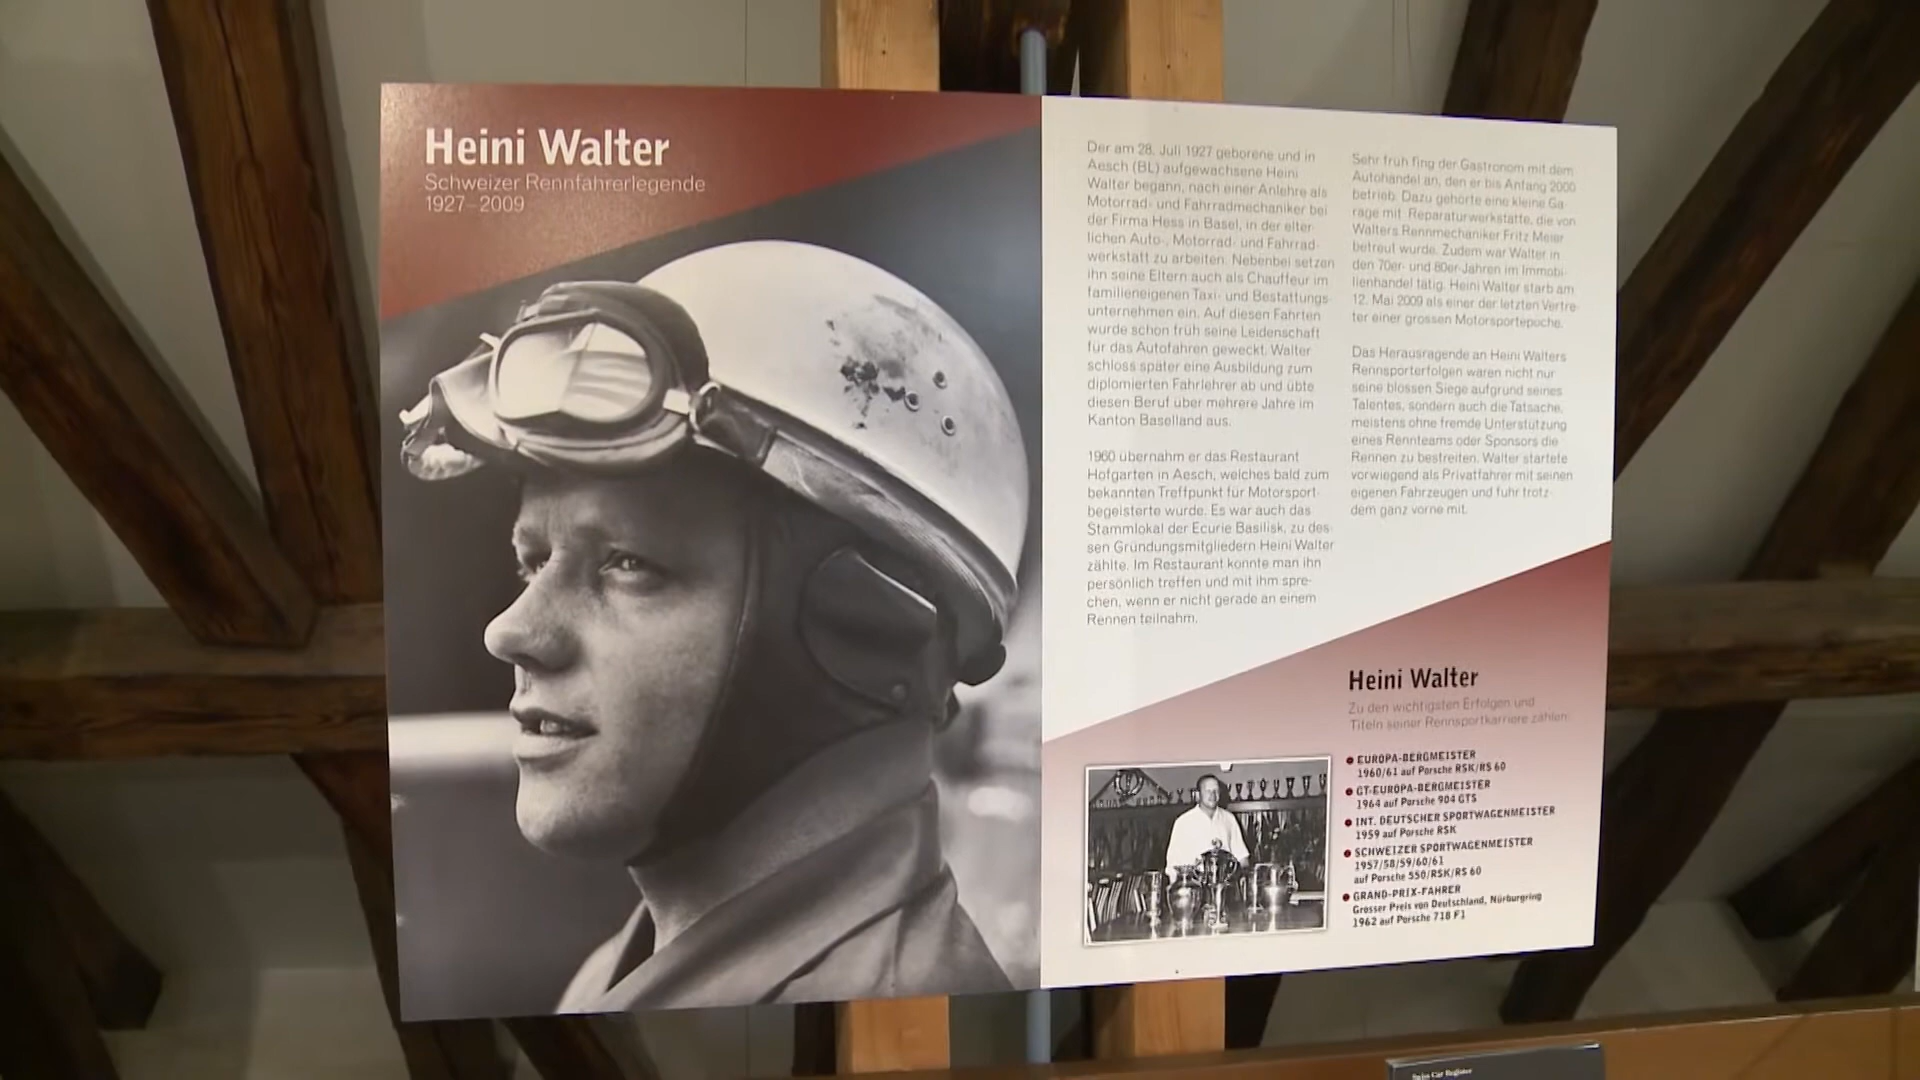 Heini Walter
Schweizer Rennfahrerlegende
1927–2009
Der am 28. Juli 1927 geborene und in
Aesch (BL) aufgewachsene Heini
Walter begann, nach einer Anlehre als
Motorrad- und Fahrradmechaniker bei
der Firma Hess in Basel, in der elter-
lichen Auto-, Motorrad- und Fahrrad-
werkstatt zu arbeiten. Nebenbei setzen
ihn seine Eltern auch als Chauffeur im
familieneigenen Taxi- und Bestattungs-
unternehmen ein. Auf diesen Fahrten
wurde schon früh seine Leidenschaft
für das Autofahren geweckt. Walter
schloss später eine Ausbildung zum
diplomierten Fahrlehrer ab und übte
diesen Beruf über mehrere Jahre im
Kanton Baselland aus.
1960 übernahm er das Restaurant
Hofgarten in Aesch, welches bald zum
bekannten Treffpunkt für Motorsport-
begeisterte wurde. Es war auch das
Stammlokal der Ecurie Basilisk, zu des-
sen Gründungsmitgliedern Heini Walter
zählte. Im Restaurant konnte man ihn
persönlich treffen und mit ihm spre-
chen, wenn er nicht gerade an einem
Rennen teilnahm.
Sehr früh fing der Gastronom mit dem
Autohandel an, den er bis Anfang 2000
betrieb. Dazu gehörte eine kleine Ga-
rage mit Reparaturwerkstatte, die von
Walters Rennmechaniker Fritz Meier
betreut wurde. Zudem war Walter in
den 70er- und 80er-Jahren im Immobi-
lienhandel tätig. Heini Walter starb am
12. Mai 2009 als einer der letzten Vertre-
ter einer grossen Motorsportepoche.
Das Herausragende an Heini Walters
Rennsporterfolgen waren nicht nur
seine blossen Siege aufgrund seines
Talentes, sondern auch die Tatsache,
meistens ohne fremde Unterstützung
eines Rennteams oder Sponsors die
Rennen zu bestreiten. Walter startete
vorwiegend als Privatfahrer mit seinen
eigenen Fahrzeugen und fuhr trotz-
dem ganz vorne mit.
Heini Walter
Zu den wichtigsten Erfolgen und
Titeln seiner Rennsportkarriere zählen:
● EUROPA-BERGMEISTER
1960/61 auf Porsche RSK/RS 60
● GT-EUROPA-BERGMEISTER
1964 auf Porsche 904 GTS
● INT. DEUTSCHER SPORTWAGENMEISTER
1959 auf Porsche RSK
● SCHWEIZER SPORTWAGENMEISTER
1957/58/59/60/61
auf Porsche 550/RSK/RS 60
● GRAND-PRIX-FAHRER
Grosser Preis von Deutschland, Nürburgring
1962 auf Porsche 718 F1
Swiss Car Register